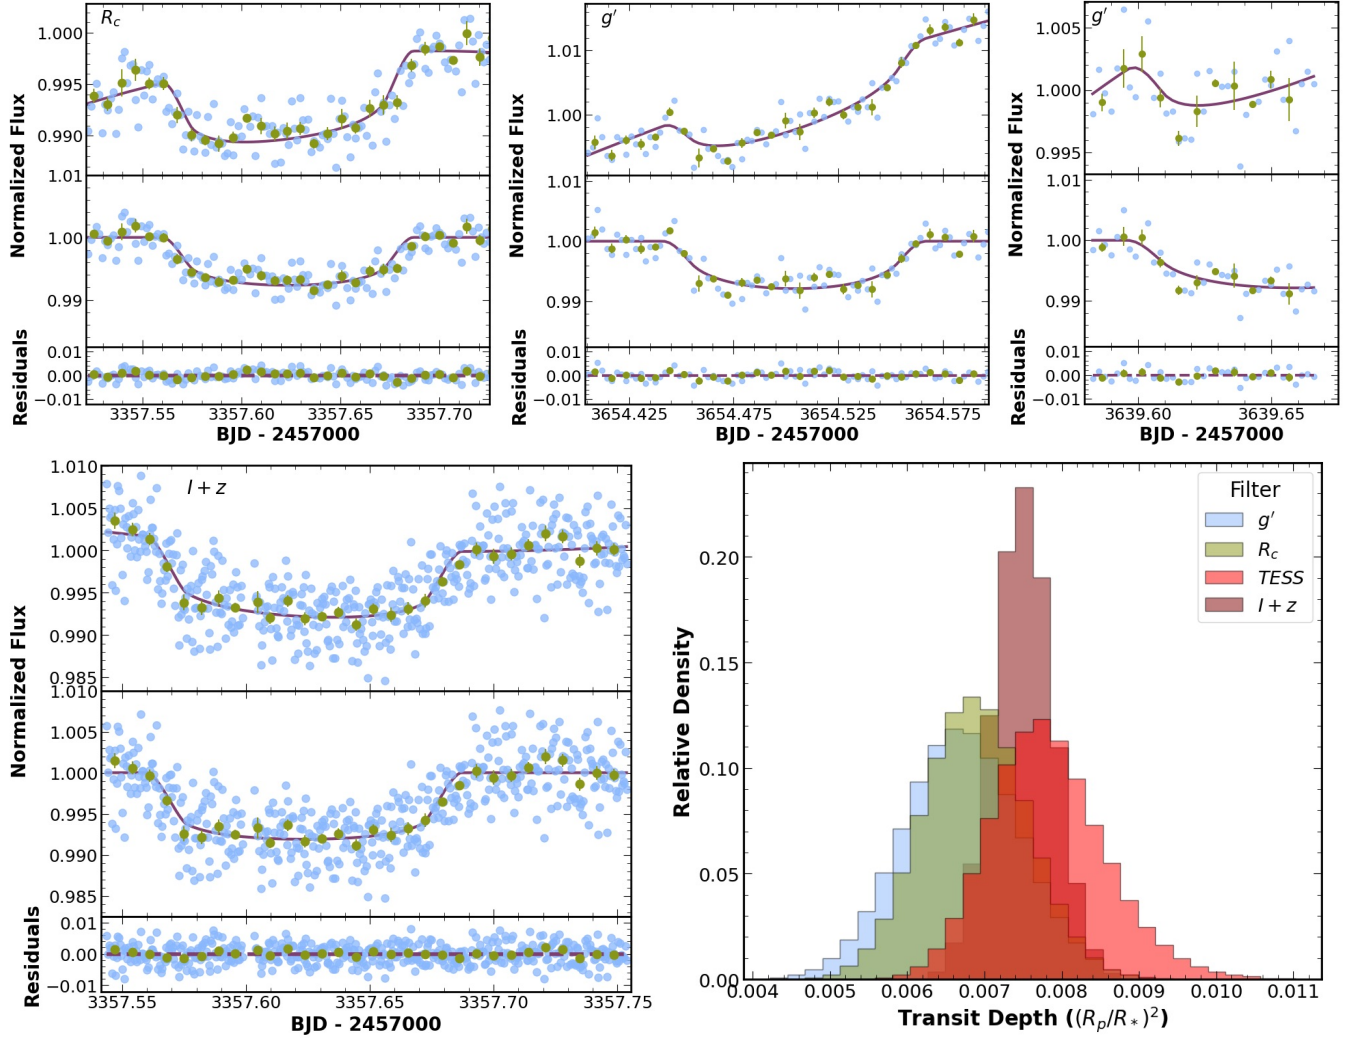 R_c
Normalized Flux
1.000
0.995
0.990
1.01
1.00
0.99
Residuals
0.01
0.00
−0.01
3357.55 3357.60 3357.65 3357.70
BJD - 2457000
g′
Normalized Flux
1.01
1.00
1.01
1.00
0.99
Residuals
0.01
0.00
−0.01
3654.425 3654.475 3654.525 3654.575
BJD - 2457000
g′
Normalized Flux
1.005
1.000
0.995
1.01
1.00
0.99
Residuals
0.01
0.00
−0.01
3639.60 3639.65
BJD - 2457000
I + z
Normalized Flux
1.010
1.005
1.000
0.995
0.990
0.985
1.010
1.005
1.000
0.995
0.990
0.985
Residuals
0.01
0.00
−0.01
3357.55 3357.60 3357.65 3357.70 3357.75
BJD - 2457000
Filter
g′
R_c
TESS
I + z
Relative Density
0.20
0.15
0.10
0.05
0.00
0.004 0.005 0.006 0.007 0.008 0.009 0.010 0.011
Transit Depth ((R_p/R_*)^2)